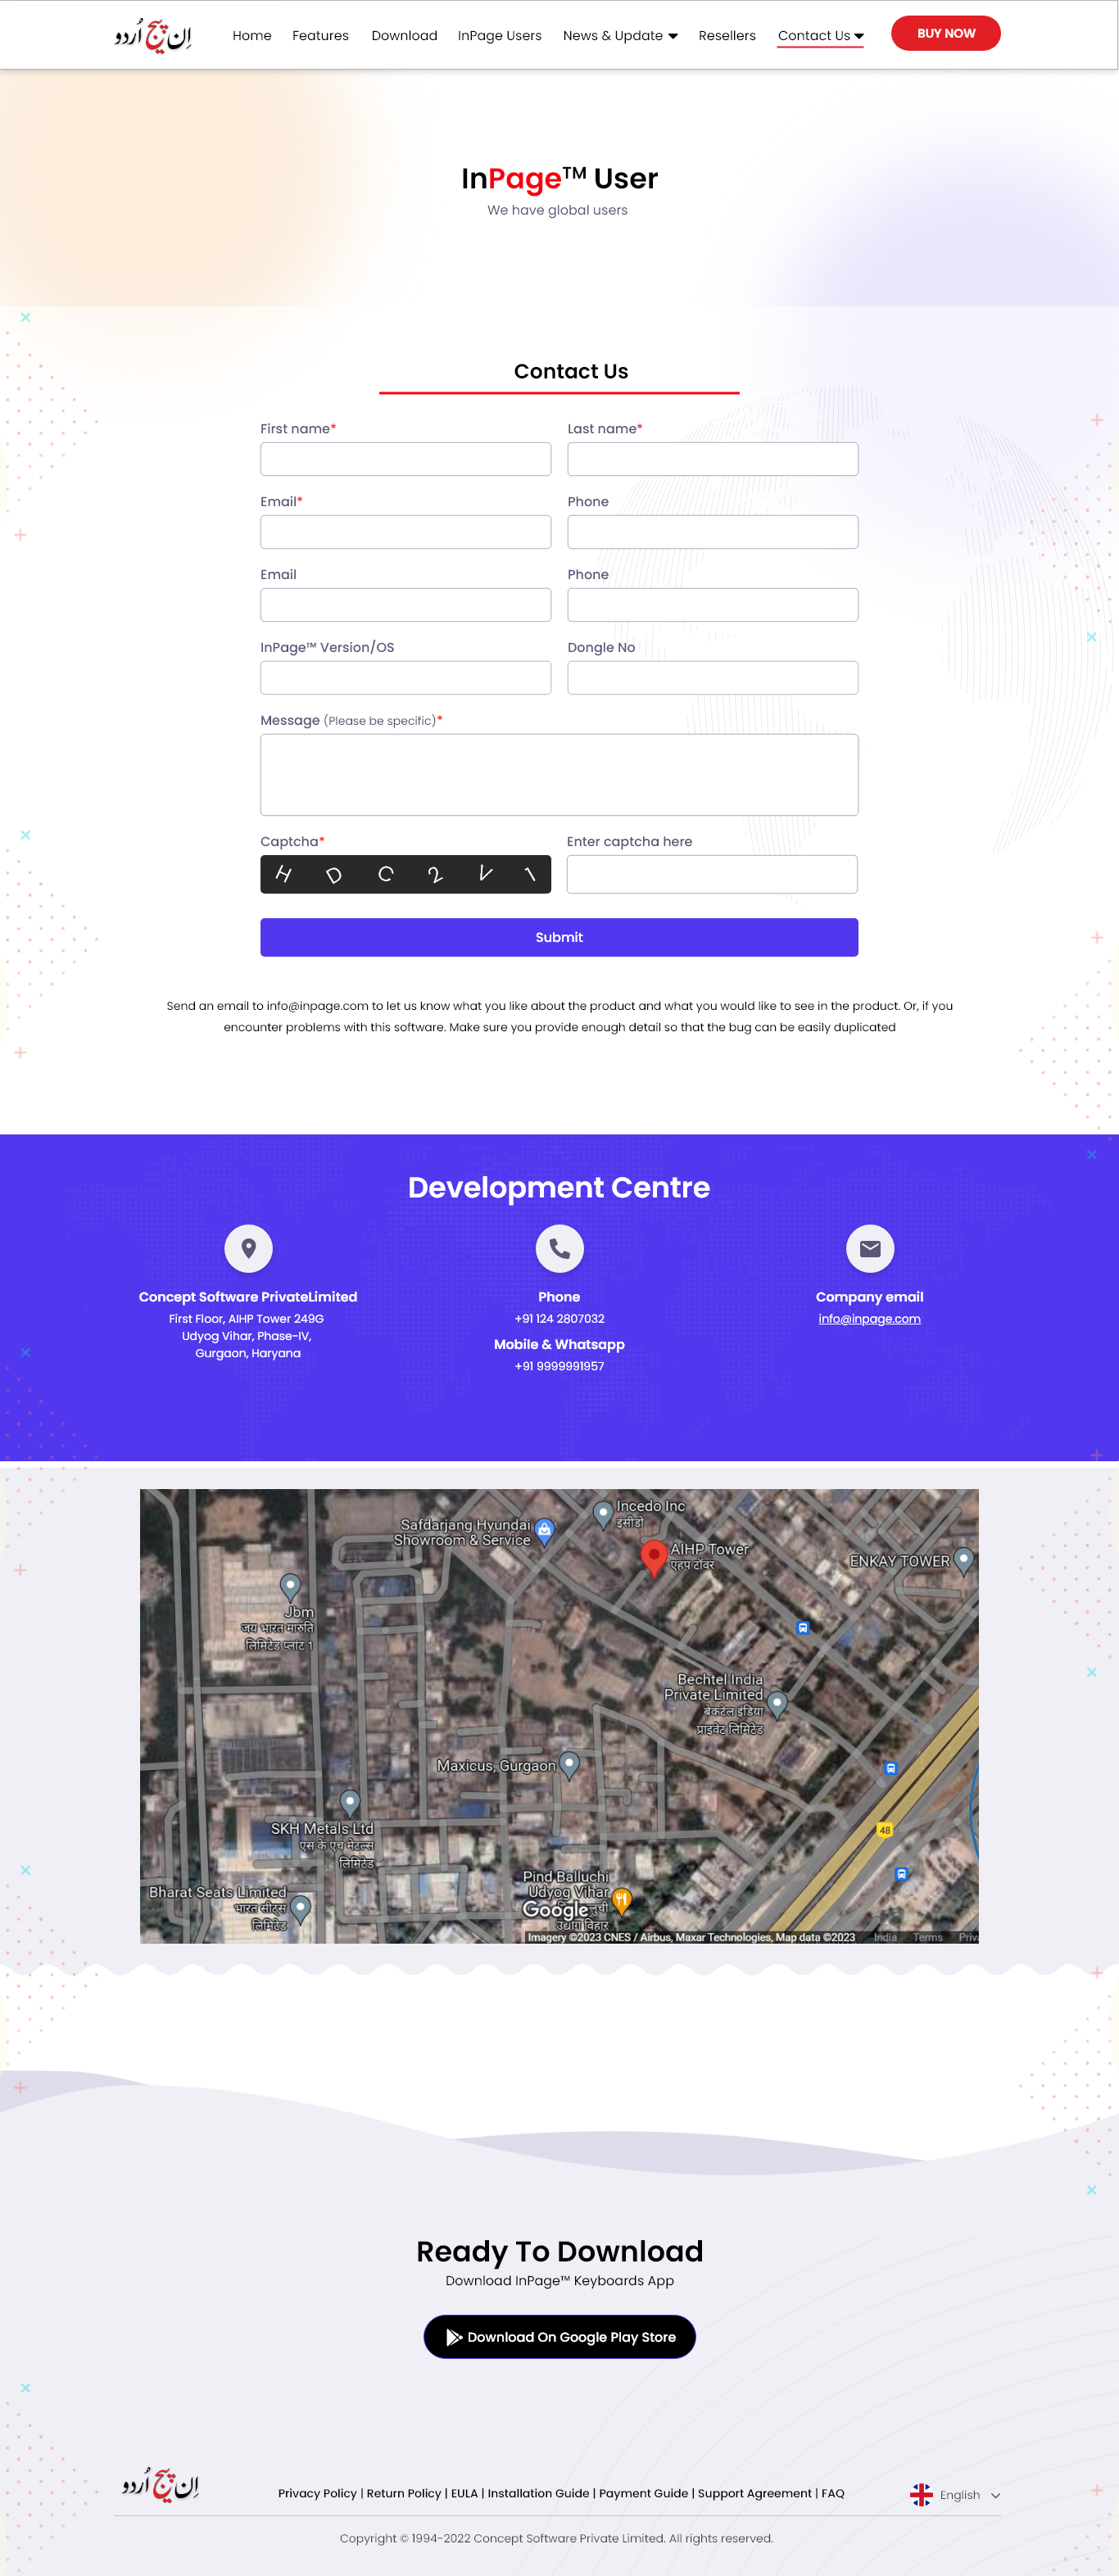 اِن پیج اُردو
Home Features Download InPage Users News & Update Resellers Contact Us BUY NOW
InPage™ User
We have global users
Contact Us
First name* Last name*
Email* Phone
Email Phone
InPage™ Version/OS Dongle No
Message (Please be specific)*
Captcha* Enter captcha here
H D C 2 V 1
Submit
Send an email to info@inpage.com to let us know what you like about the product and what you would like to see in the product. Or, if you
encounter problems with this software. Make sure you provide enough detail so that the bug can be easily duplicated
Development Centre
Concept Software PrivateLimited
First Floor, AIHP Tower 249G
Udyog Vihar, Phase-IV,
Gurgaon, Haryana
Phone
+91 124 2807032
Mobile & Whatsapp
+91 9999991957
Company email
info@inpage.com
Incedo Inc
इंसीडो
Safdarjang Hyundai
Showroom & Service
AIHP Tower
एहप टॉवर
ENKAY TOWER
Jbm
जय भारत मारुति
लिमिटेड प्लांट 1
Bechtel India
Private Limited
बेकटेल इंडिया
प्राइवेट लिमिटेड
Maxicus, Gurgaon
SKH Metals Ltd
एस के एच मेटल्स
लिमिटेड
48
Pind Balluchi
Udyog Vihar
उद्योग विहार
Bharat Seats Limited
भारत सीट्स
लिमिटेड
Google
Imagery ©2023 CNES / Airbus, Maxar Technologies, Map data ©2023 India Terms Priva
Ready To Download
Download InPage™ Keyboards App
Download On Google Play Store
اِن پیج اُردو
Privacy Policy | Return Policy | EULA | Installation Guide | Payment Guide | Support Agreement | FAQ
English
Copyright © 1994-2022 Concept Software Private Limited. All rights reserved.